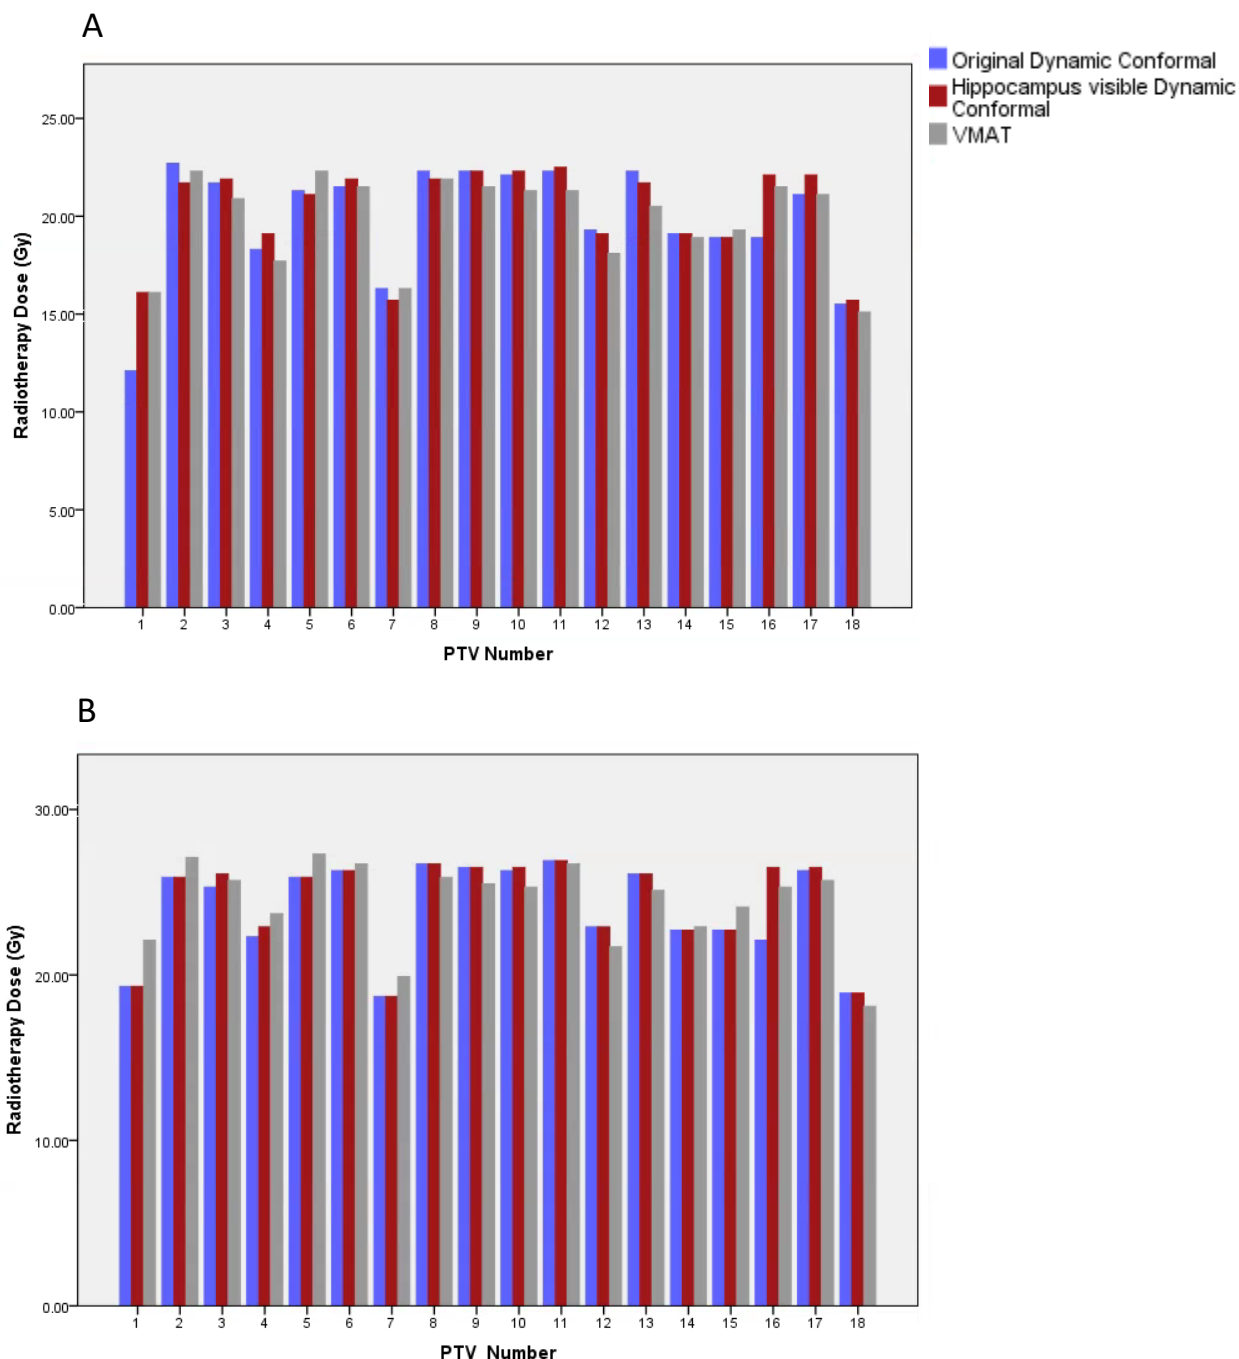 A
Original Dynamic Conformal
Hippocampus visible Dynamic
Conformal
VMAT
Radiotherapy Dose (Gy)
25.00
20.00
15.00
10.00
5.00
0.00
1 2 3 4 5 6 7 8 9 10 11 12 13 14 15 16 17 18
PTV Number
B
Radiotherapy Dose (Gy)
30.00
20.00
10.00
0.00
1 2 3 4 5 6 7 8 9 10 11 12 13 14 15 16 17 18
PTV Number